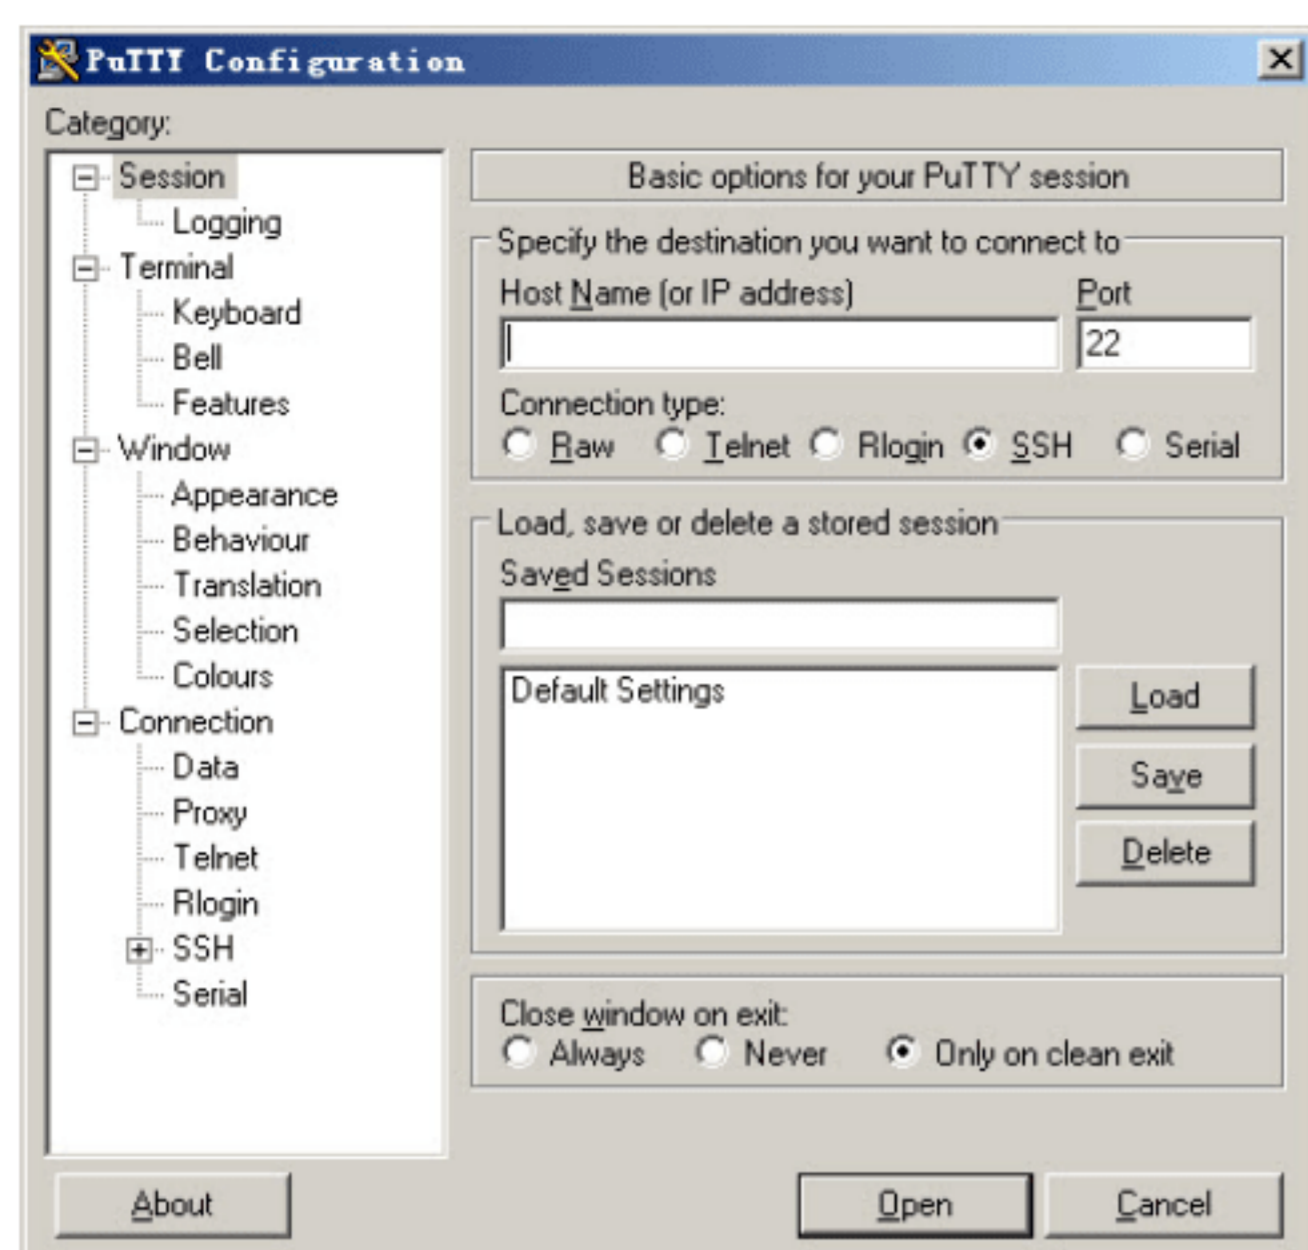 PuTTY Configuration
Category:
Session
Logging
Terminal
Keyboard
Bell
Features
Window
Appearance
Behaviour
Translation
Selection
Colours
Connection
Data
Proxy
Telnet
Rlogin
SSH
Serial
Basic options for your PuTTY session
Specify the destination you want to connect to
Host Name (or IP address) Port
22
Connection type:
Raw Telnet Rlogin SSH Serial
Load, save or delete a stored session
Saved Sessions
Default Settings
Load
Save
Delete
Close window on exit:
Always Never Only on clean exit
About Open Cancel